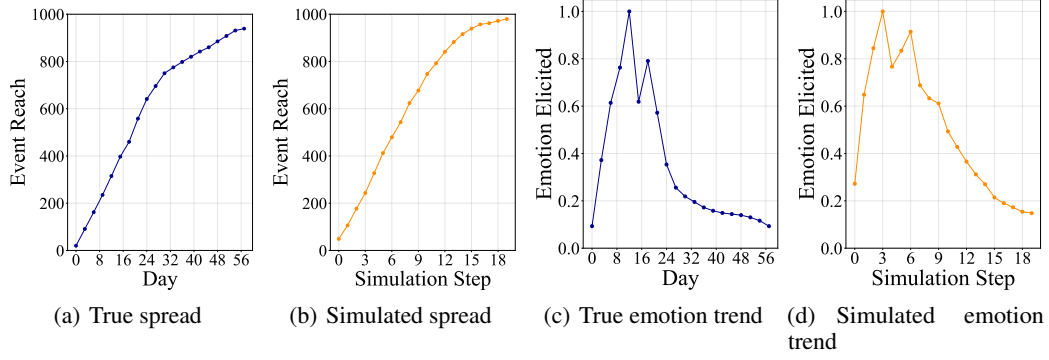 1000
800
600
400
200
0
Event Reach
0 8 16 24 32 40 48 56
Day
(a) True spread
1000
800
600
400
200
0
Event Reach
0 3 6 9 12 15 18
Simulation Step
(b) Simulated spread
1.0
0.8
0.6
0.4
0.2
0.0
Emotion Elicited
0 8 16 24 32 40 48 56
Day
(c) True emotion trend
1.0
0.8
0.6
0.4
0.2
0.0
Emotion Elicited
0 3 6 9 12 15 18
Simulation Step
(d) Simulated emotion
trend